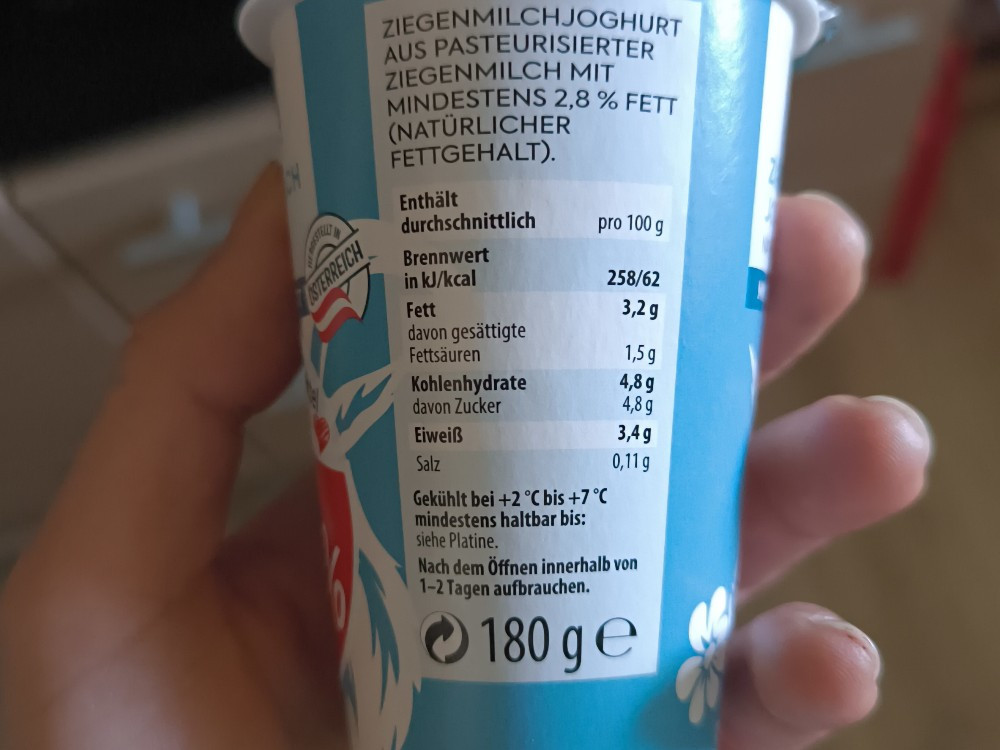 ZIEGENMILCHJOGHURT
AUS PASTEURISIERTER
ZIEGENMILCH MIT
MINDESTENS 2,8 % FETT
(NATÜRLICHER
FETTGEHALT).
Enthält
durchschnittlich pro 100 g
Brennwert
in kJ/kcal 258/62
Fett 3,2 g
davon gesättigte
Fettsäuren 1,5 g
Kohlenhydrate 4,8 g
davon Zucker 4,8 g
Eiweiß 3,4 g
Salz 0,11 g
Gekühlt bei +2 °C bis +7 °C
mindestens haltbar bis:
siehe Platine.
Nach dem Öffnen innerhalb von
1–2 Tagen aufbrauchen.
180 g e
HERGESTELLT IN
ÖSTERREICH
%